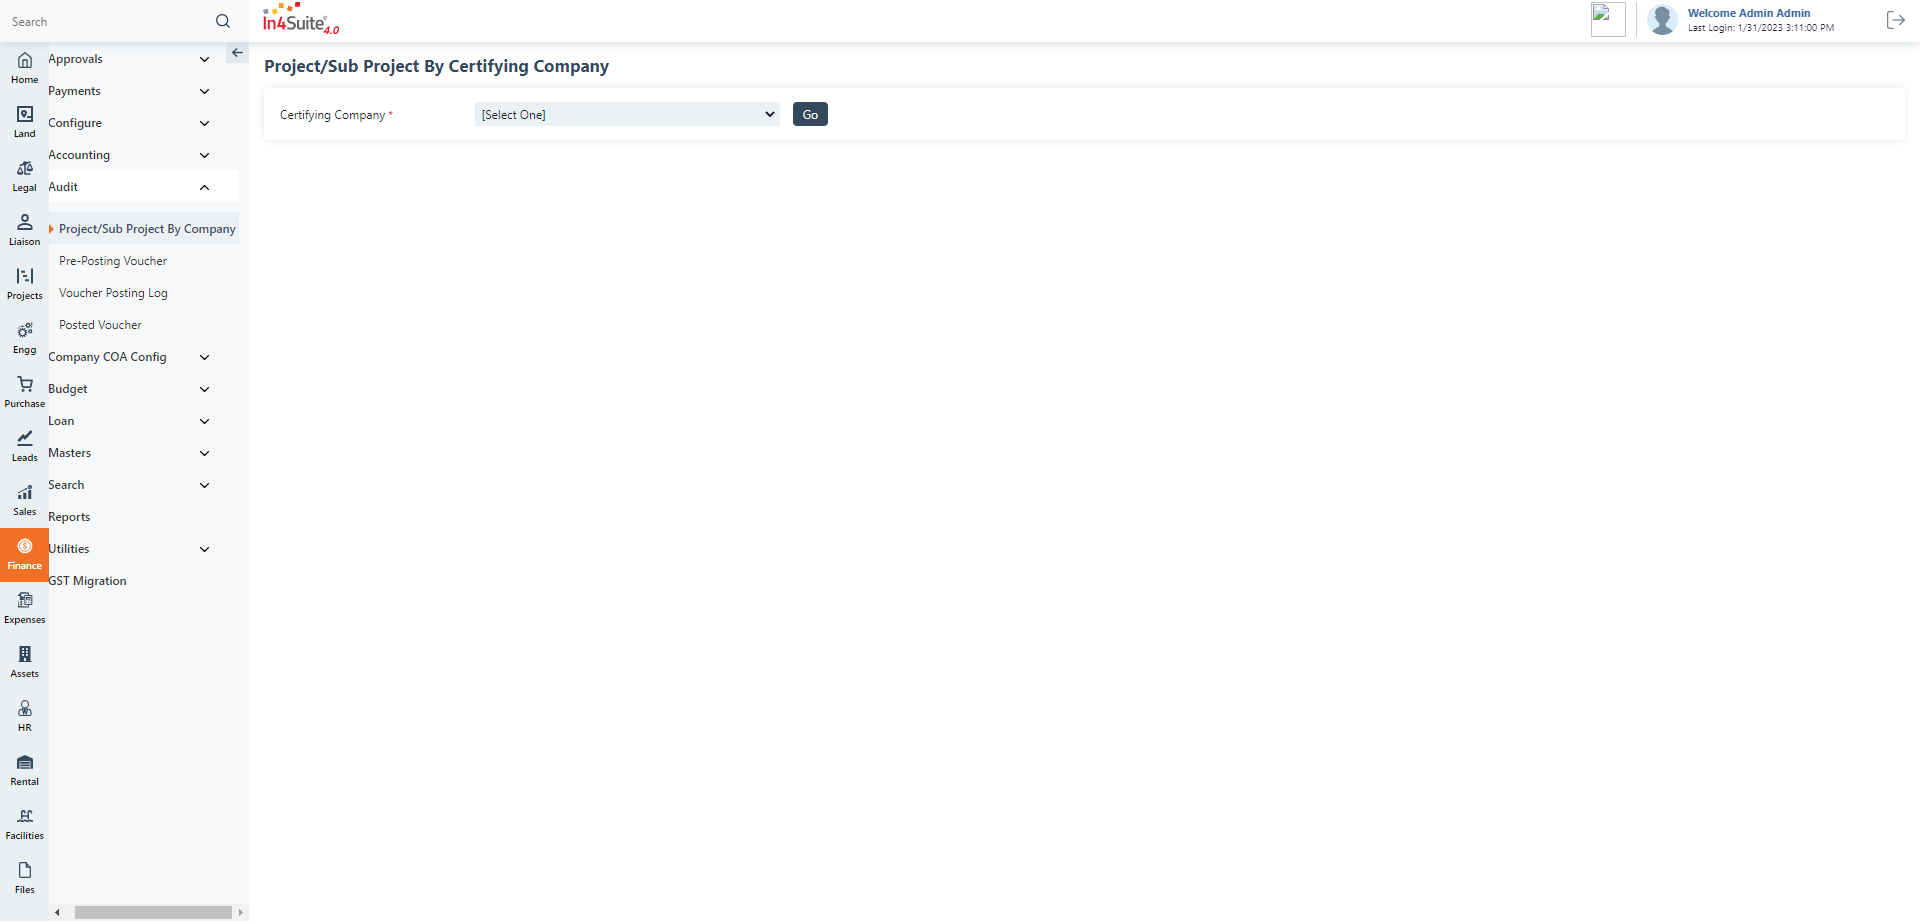 Search
In4Suite 4.0
Welcome Admin Admin
Last Login: 1/31/2023 3:11:00 PM
Home
Land
Legal
Liaison
Projects
Engg
Purchase
Leads
Sales
Finance
Expenses
Assets
HR
Rental
Facilities
Files
Approvals
Payments
Configure
Accounting
Audit
Project/Sub Project By Company
Pre-Posting Voucher
Voucher Posting Log
Posted Voucher
Company COA Config
Budget
Loan
Masters
Search
Reports
Utilities
GST Migration
Project/Sub Project By Certifying Company
Certifying Company * [Select One] Go